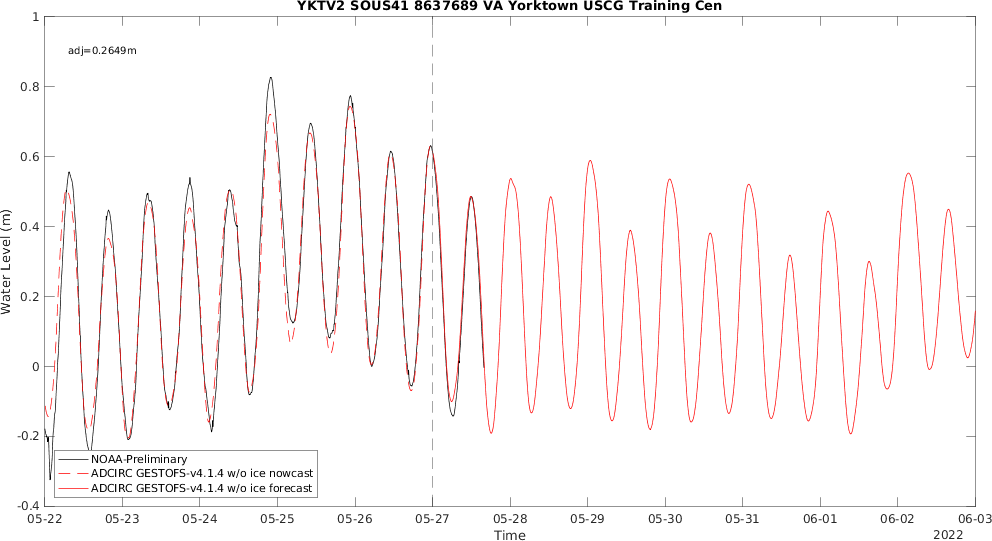 YKTV2 SOUS41 8637689 VA Yorktown USCG Training Cen
adj=0.2649m
1
0.8
0.6
0.4
0.2
0
-0.2
-0.4
Water Level (m)
NOAA-Preliminary
ADCIRC GESTOFS-v4.1.4 w/o ice nowcast
ADCIRC GESTOFS-v4.1.4 w/o ice forecast
05-22 05-23 05-24 05-25 05-26 05-27 05-28 05-29 05-30 05-31 06-01 06-02 06-03
Time
2022